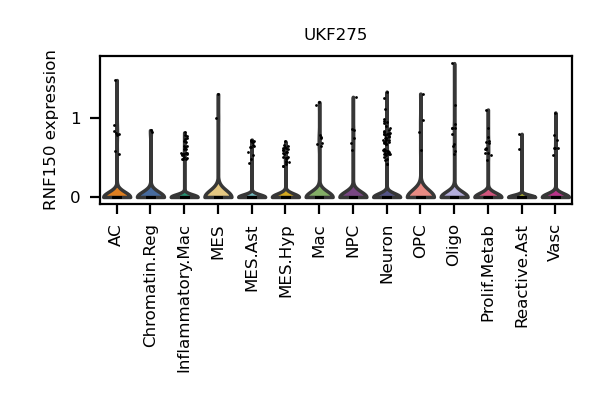 UKF275
RNF150 expression
1
0
AC
Chromatin.Reg
Inflammatory.Mac
MES
MES.Ast
MES.Hyp
Mac
NPC
Neuron
OPC
Oligo
Prolif.Metab
Reactive.Ast
Vasc